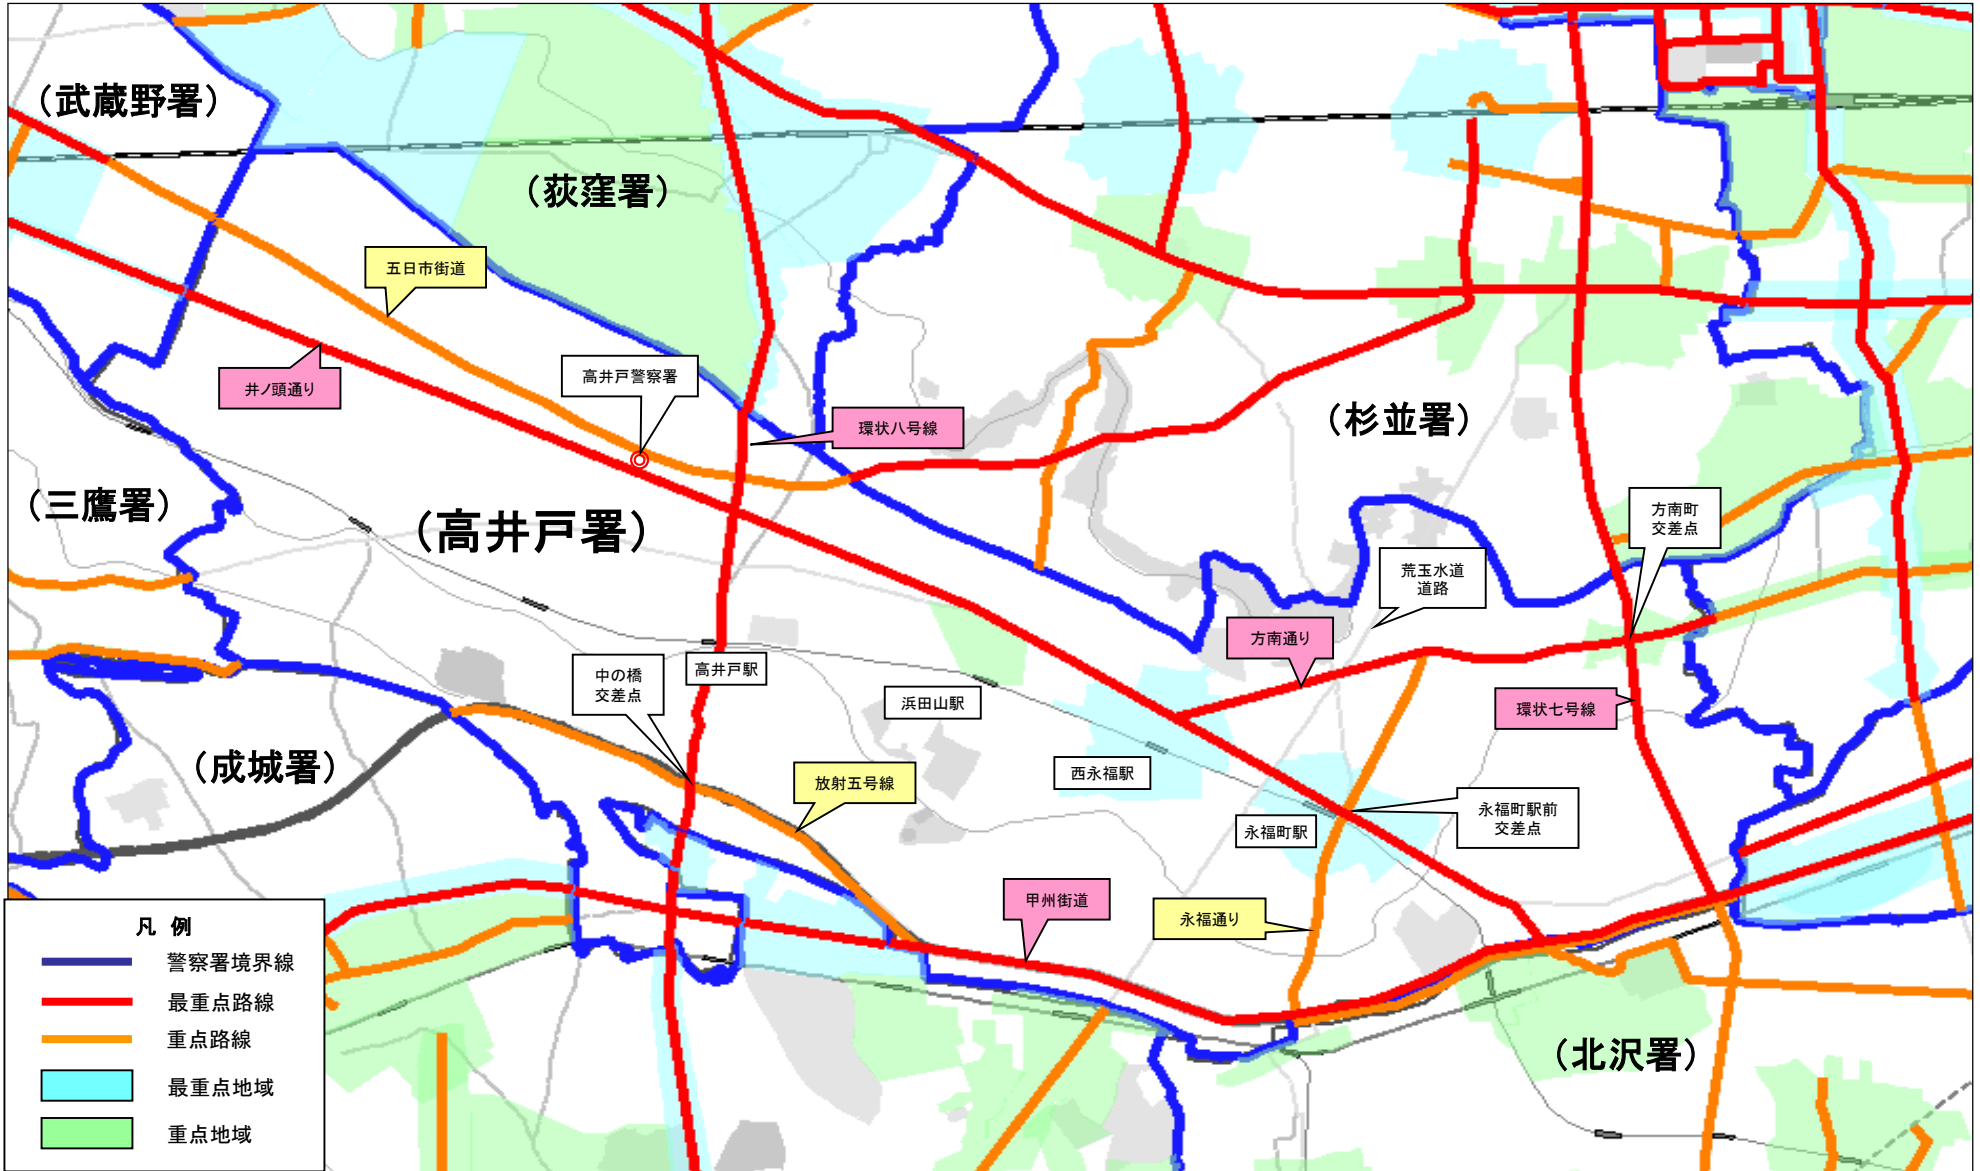 （武蔵野署）
（荻窪署）
五日市街道
高井戸警察署
井ノ頭通り
環状八号線
（杉並署）
（三鷹署）
（高井戸署）
方南町
交差点
荒玉水道
道路
方南通り
中の橋
交差点
高井戸駅
浜田山駅
環状七号線
（成城署）
西永福駅
放射五号線
永福町駅前
交差点
永福町駅
甲州街道
永福通り
（北沢署）
凡 例
警察署境界線
最重点路線
重点路線
最重点地域
重点地域